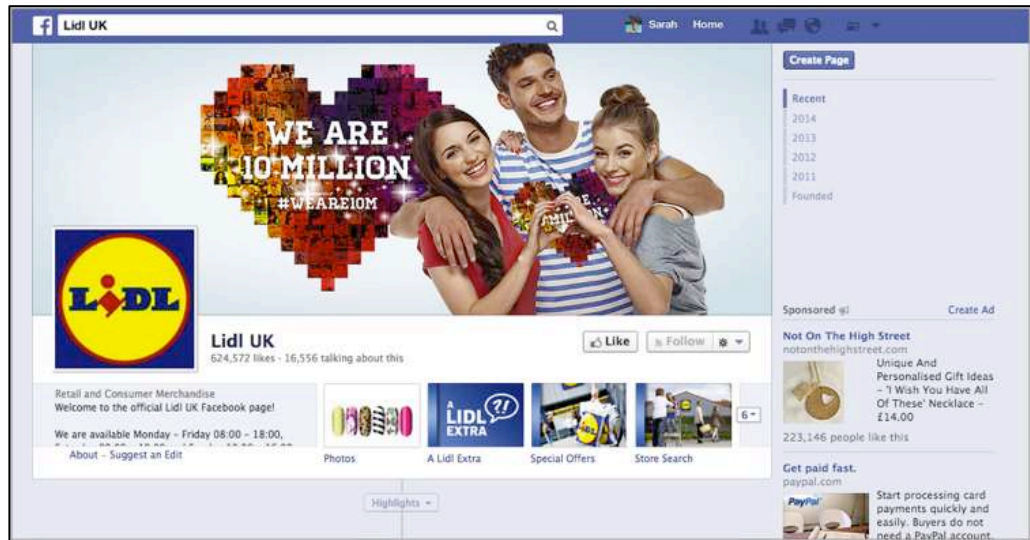 Lidl UK
Sarah Home
WE ARE
10 MILLION
#WEARE10M
ARE
MILLION
LiDL
Lidl UK
624,572 likes · 16,556 talking about this
Like
Follow
Retail and Consumer Merchandise
Welcome to the official Lidl UK Facebook page!
We are available Monday – Friday 08:00 – 18:00,
About – Suggest an Edit
Photos
A
LIDL
EXTRA
?!
A Lidl Extra
Special Offers
Store Search
6
Highlights
Create Page
Recent
2014
2013
2012
2011
Founded
Sponsored
Create Ad
Not On The High Street
notonthehighstreet.com
Unique And
Personalised Gift Ideas
– 'I Wish You Have All
Of These' Necklace –
£14.00
223,146 people like this
Get paid fast.
paypal.com
PayPal
Start processing card
payments quickly and
easily. Buyers do not
need a PayPal account.